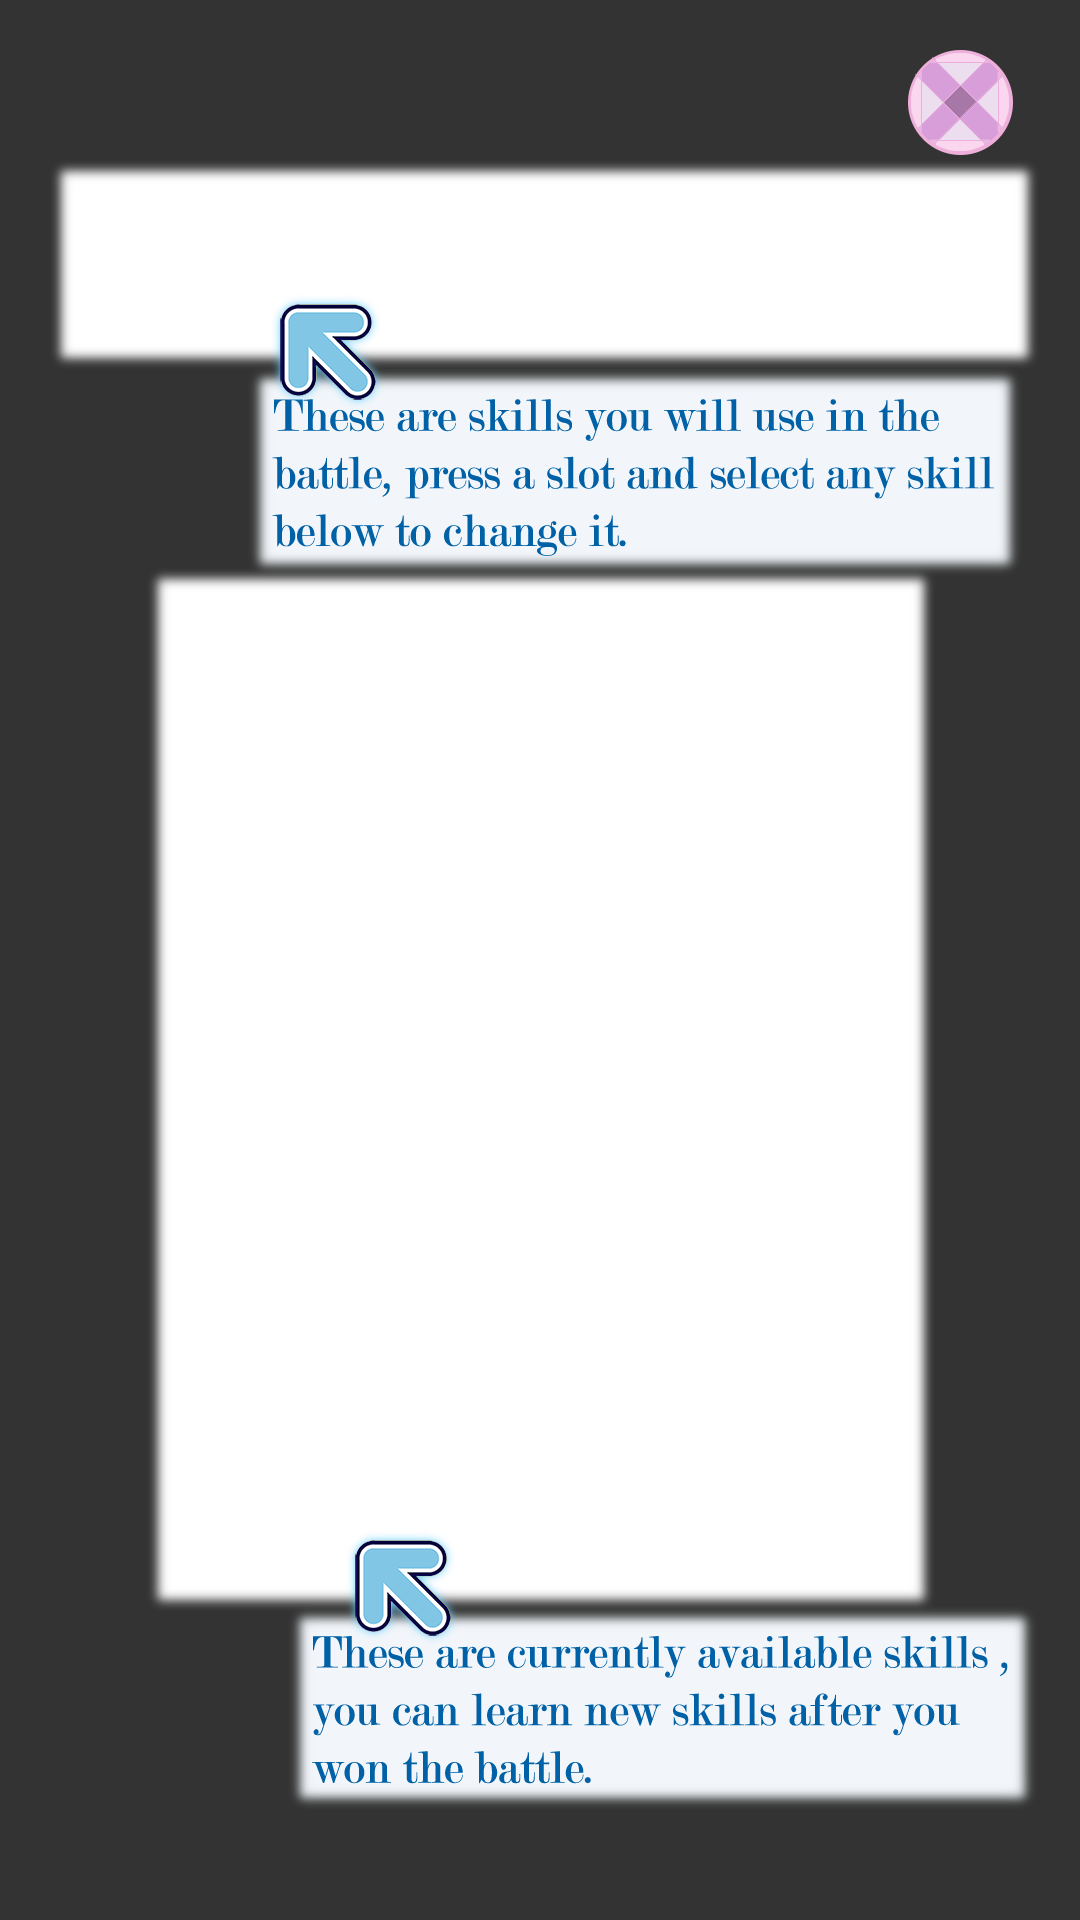 These are skills you will use in the
battle, press a slot and select any skill
below to change it.
These are currently available skills ,
you can learn new skills after you
won the battle.